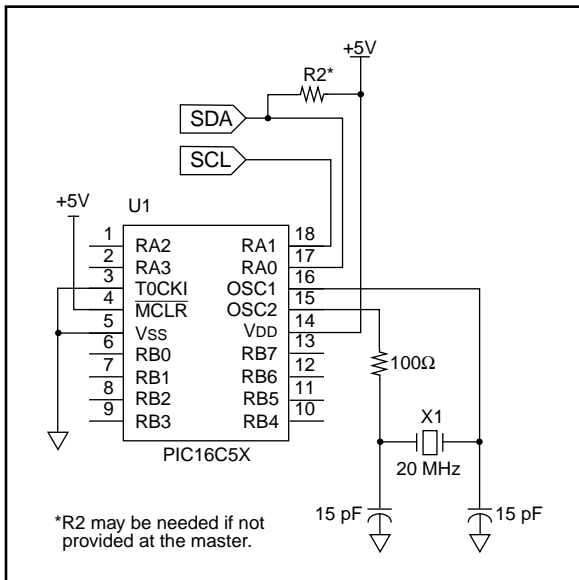 +5V
R2*
SDA
SCL
+5V
U1
1 RA2 RA1 18
2 RA3 RA0 17
3 T0CKI OSC1 16
4 MCLR OSC2 15
5 VSS VDD 14
6 RB0 RB7 13
7 RB1 RB6 12
8 RB2 RB5 11
9 RB3 RB4 10
PIC16C5X
100Ω
X1
20 MHz
15 pF 15 pF
*R2 may be needed if not
provided at the master.